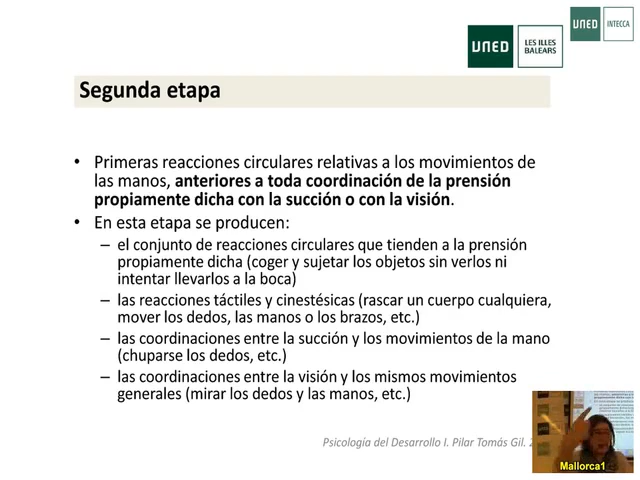 UNED
INTECCA
UNED
LES ILLES
BALEARS
Segunda etapa
• Primeras reacciones circulares relativas a los movimientos de
las manos, anteriores a toda coordinación de la prensión
propiamente dicha con la succión o con la visión.
• En esta etapa se producen:
– el conjunto de reacciones circulares que tienden a la prensión
propiamente dicha (coger y sujetar los objetos sin verlos ni
intentar llevarlos a la boca)
– las reacciones táctiles y cinestésicas (rascar un cuerpo cualquiera,
mover los dedos, las manos o los brazos, etc.)
– las coordinaciones entre la succión y los movimientos de la mano
(chuparse los dedos, etc.)
– las coordinaciones entre la visión y los mismos movimientos
generales (mirar los dedos y las manos, etc.)
Psicología del Desarrollo I. Pilar Tomás Gil.
Mallorca1